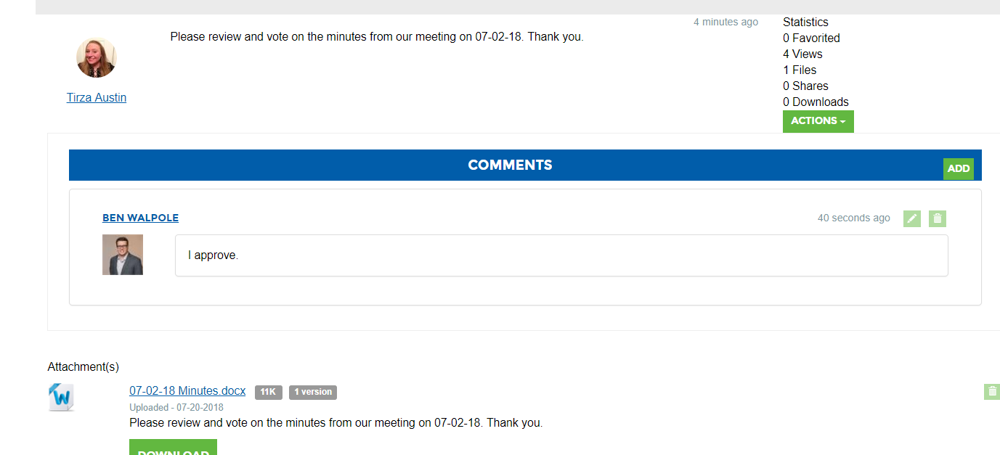 Please review and vote on the minutes from our meeting on 07-02-18. Thank you.
4 minutes ago
Tirza Austin
Statistics
0 Favorited
4 Views
1 Files
0 Shares
0 Downloads
ACTIONS
COMMENTS
ADD
BEN WALPOLE
40 seconds ago
I approve.
Attachment(s)
W
07-02-18 Minutes.docx 11K 1 version
Uploaded - 07-20-2018
Please review and vote on the minutes from our meeting on 07-02-18. Thank you.
DOWNLOAD